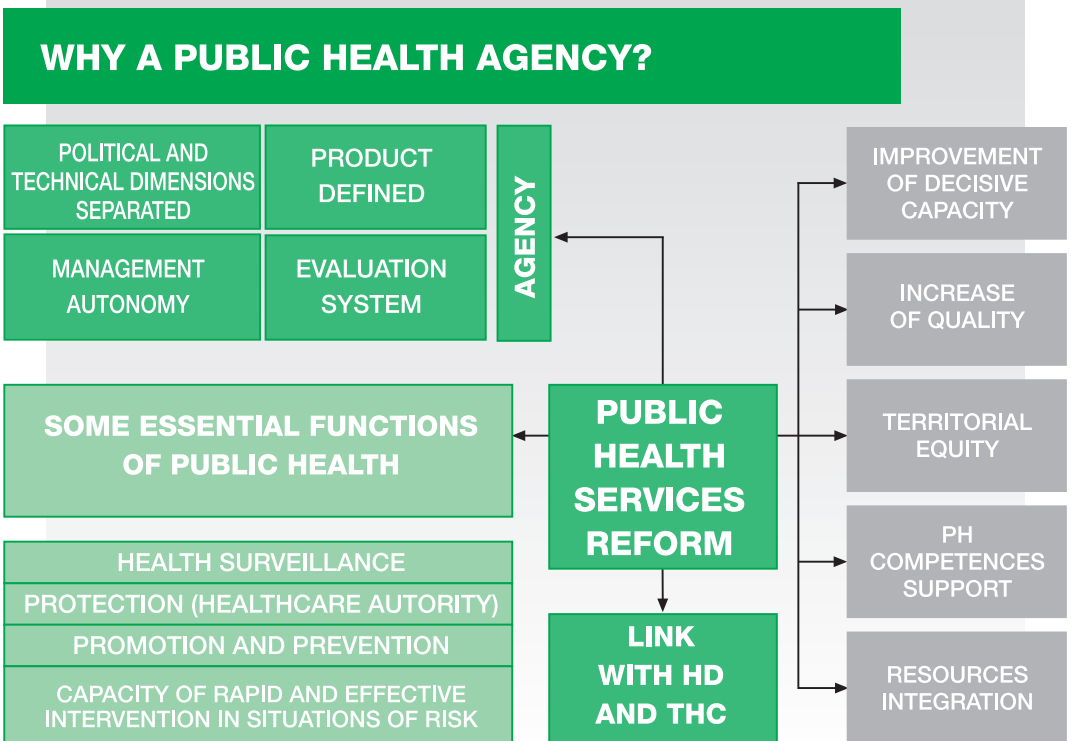 WHY A PUBLIC HEALTH AGENCY?
POLITICAL AND
TECHNICAL DIMENSIONS
SEPARATED
PRODUCT
DEFINED
MANAGEMENT
AUTONOMY
EVALUATION
SYSTEM
AGENCY
SOME ESSENTIAL FUNCTIONS
OF PUBLIC HEALTH
HEALTH SURVEILLANCE
PROTECTION (HEALTHCARE AUTORITY)
PROMOTION AND PREVENTION
CAPACITY OF RAPID AND EFFECTIVE
INTERVENTION IN SITUATIONS OF RISK
PUBLIC
HEALTH
SERVICES
REFORM
LINK
WITH HD
AND THC
IMPROVEMENT
OF DECISIVE
CAPACITY
INCREASE
OF QUALITY
TERRITORIAL
EQUITY
PH
COMPETENCES
SUPPORT
RESOURCES
INTEGRATION